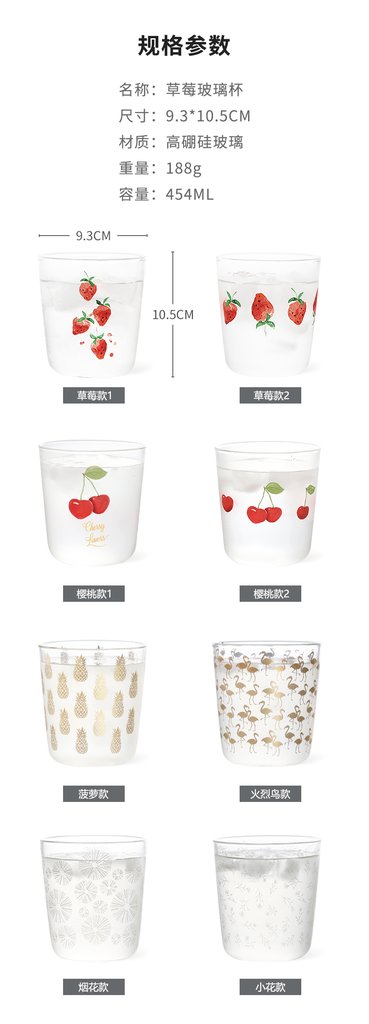 规格参数
名称：草莓玻璃杯
尺寸：9.3*10.5CM
材质：高硼硅玻璃
重量：188g
容量：454ML
9.3CM
10.5CM
草莓款1
草莓款2
Cherry
Lovers
樱桃款1
樱桃款2
菠萝款
火烈鸟款
烟花款
小花款